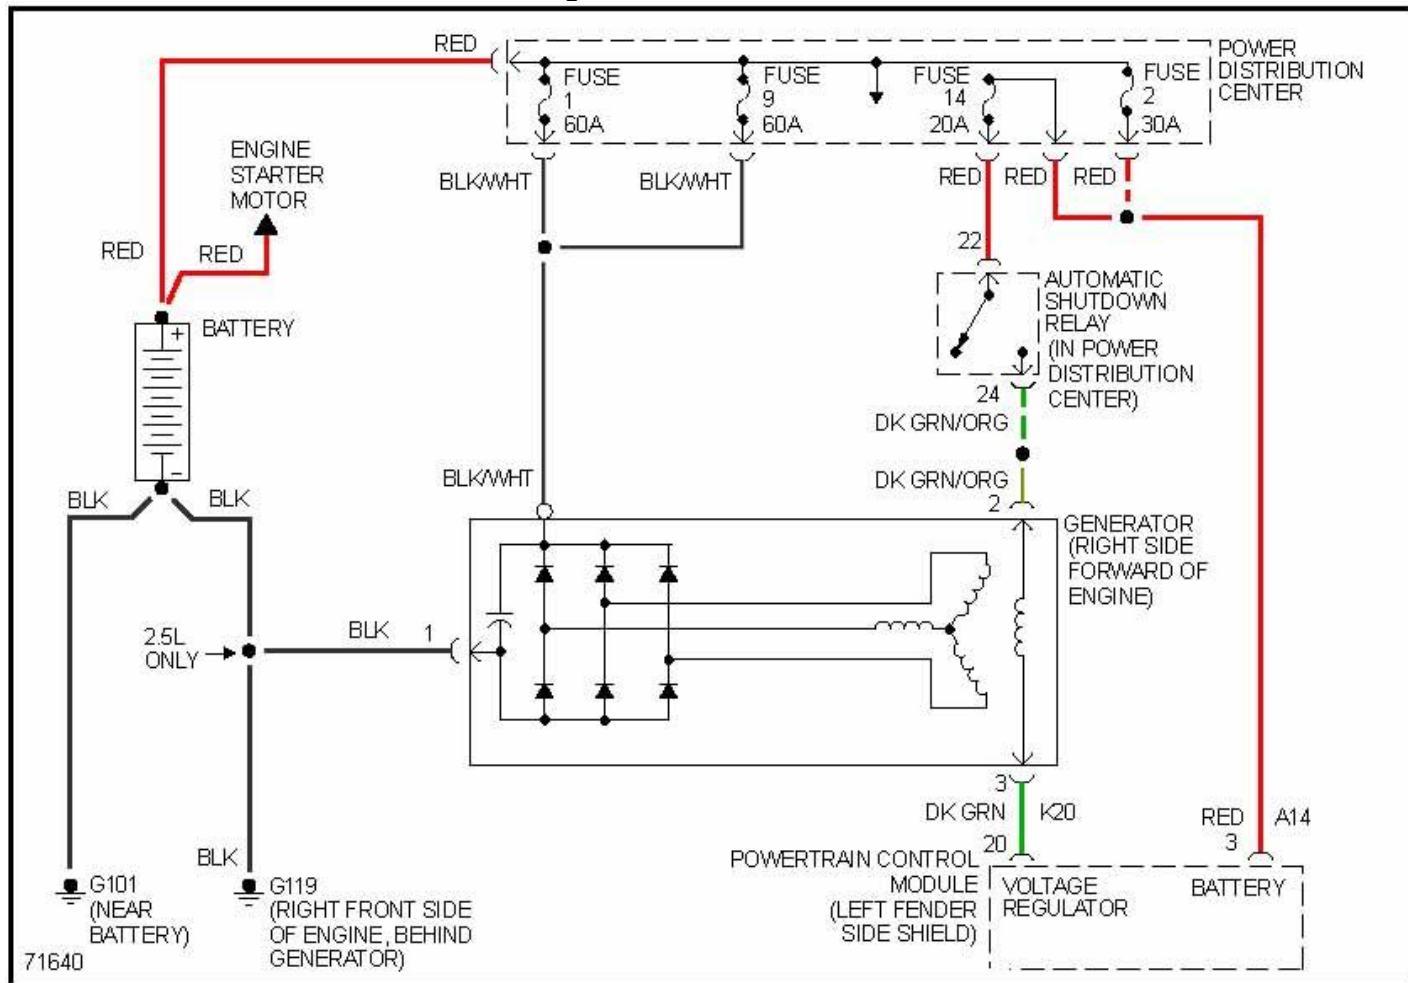 RED
POWER
DISTRIBUTION
CENTER
FUSE
1
60A
FUSE
9
60A
FUSE
14
20A
FUSE
2
30A
BLK/WHT
BLK/WHT
RED
RED
RED
ENGINE
STARTER
MOTOR
RED
RED
22
BATTERY
+
-
AUTOMATIC
SHUTDOWN
RELAY
(IN POWER
DISTRIBUTION
CENTER)
24
DK GRN/ORG
BLK/WHT
DK GRN/ORG
2
BLK
BLK
GENERATOR
(RIGHT SIDE
FORWARD OF
ENGINE)
2.5L
ONLY
BLK
1
3
DK GRN
K20
20
RED
A14
3
BLK
G101
(NEAR
BATTERY)
G119
(RIGHT FRONT SIDE
OF ENGINE, BEHIND
GENERATOR)
POWERTRAIN CONTROL
MODULE
(LEFT FENDER
SIDE SHIELD)
VOLTAGE
REGULATOR
BATTERY
71640